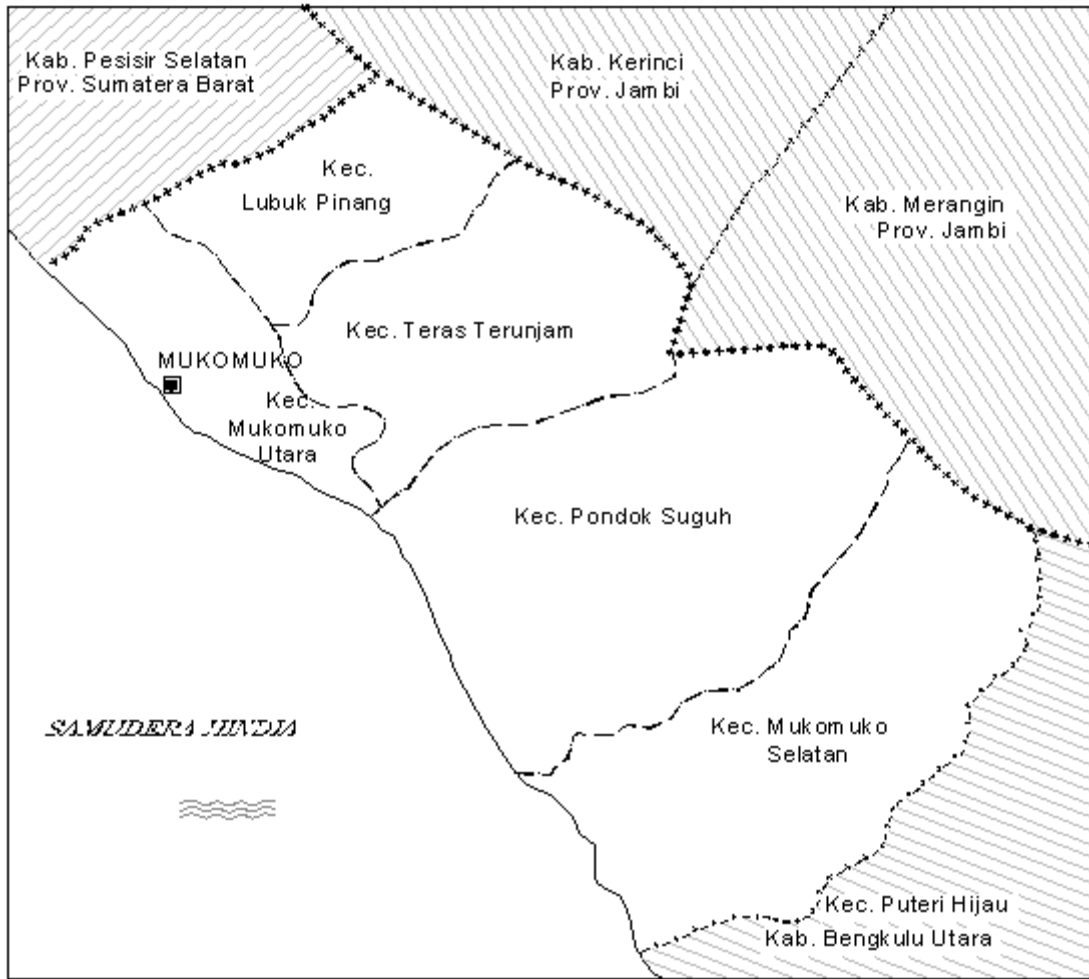 Kab. Pesisir Selatan
Prov. Sumatera Barat
Kab. Kerinci
Prov. Jambi
Kec.
Lubuk Pinang
Kab. Merangin
Prov. Jambi
Kec. Teras Terunjam
MUKOMUKO
Kec.
Mukomuko
Utara
Kec. Pondok Suguh
SAMUDERA HINDIA
Kec. Mukomuko
Selatan
Kec. Puteri Hijau
Kab. Bengkulu Utara